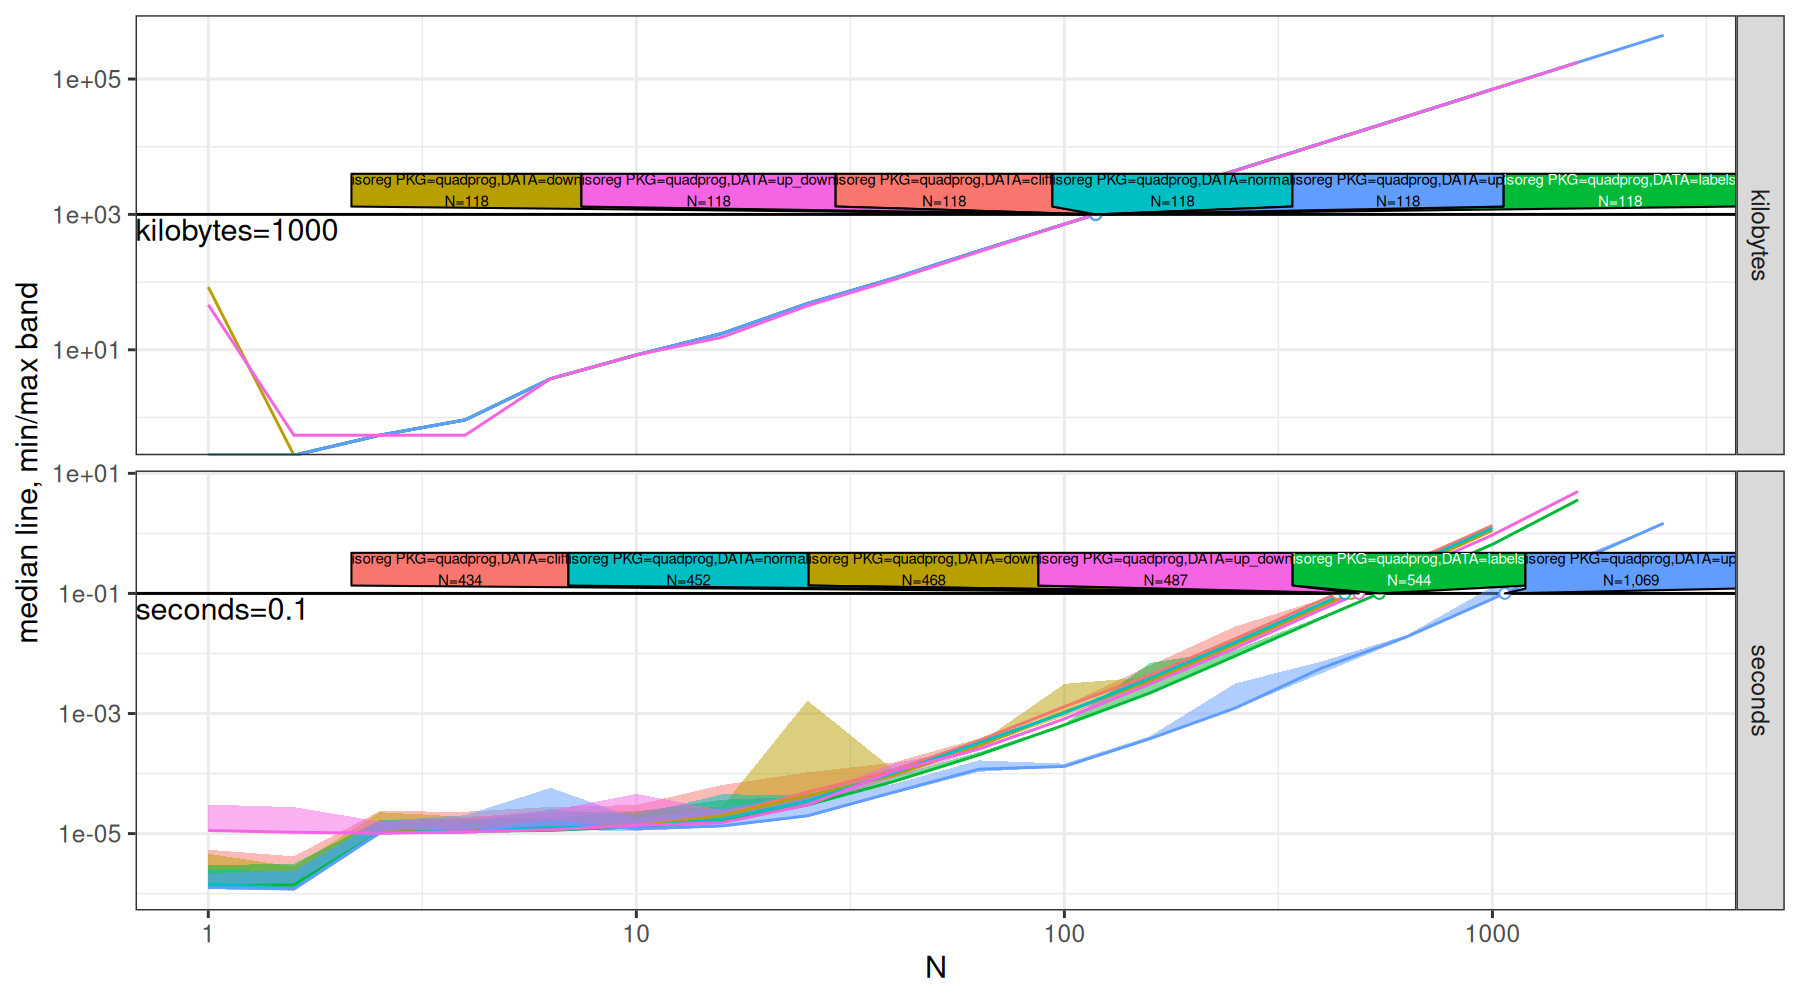 median line, min/max band
1e+05
1e+03
1e+01
isoreg PKG=quadprog,DATA=down
N=118
isoreg PKG=quadprog,DATA=up_down
N=118
isoreg PKG=quadprog,DATA=cliff
N=118
isoreg PKG=quadprog,DATA=normal
N=118
isoreg PKG=quadprog,DATA=up
N=118
isoreg PKG=quadprog,DATA=labels
N=118
kilobytes=1000
kilobytes
1e+01
1e-01
1e-03
1e-05
isoreg PKG=quadprog,DATA=cliff
N=434
isoreg PKG=quadprog,DATA=normal
N=452
isoreg PKG=quadprog,DATA=down
N=468
isoreg PKG=quadprog,DATA=up_down
N=487
isoreg PKG=quadprog,DATA=labels
N=544
isoreg PKG=quadprog,DATA=up
N=1,069
seconds=0.1
seconds
1
10
100
1000
N